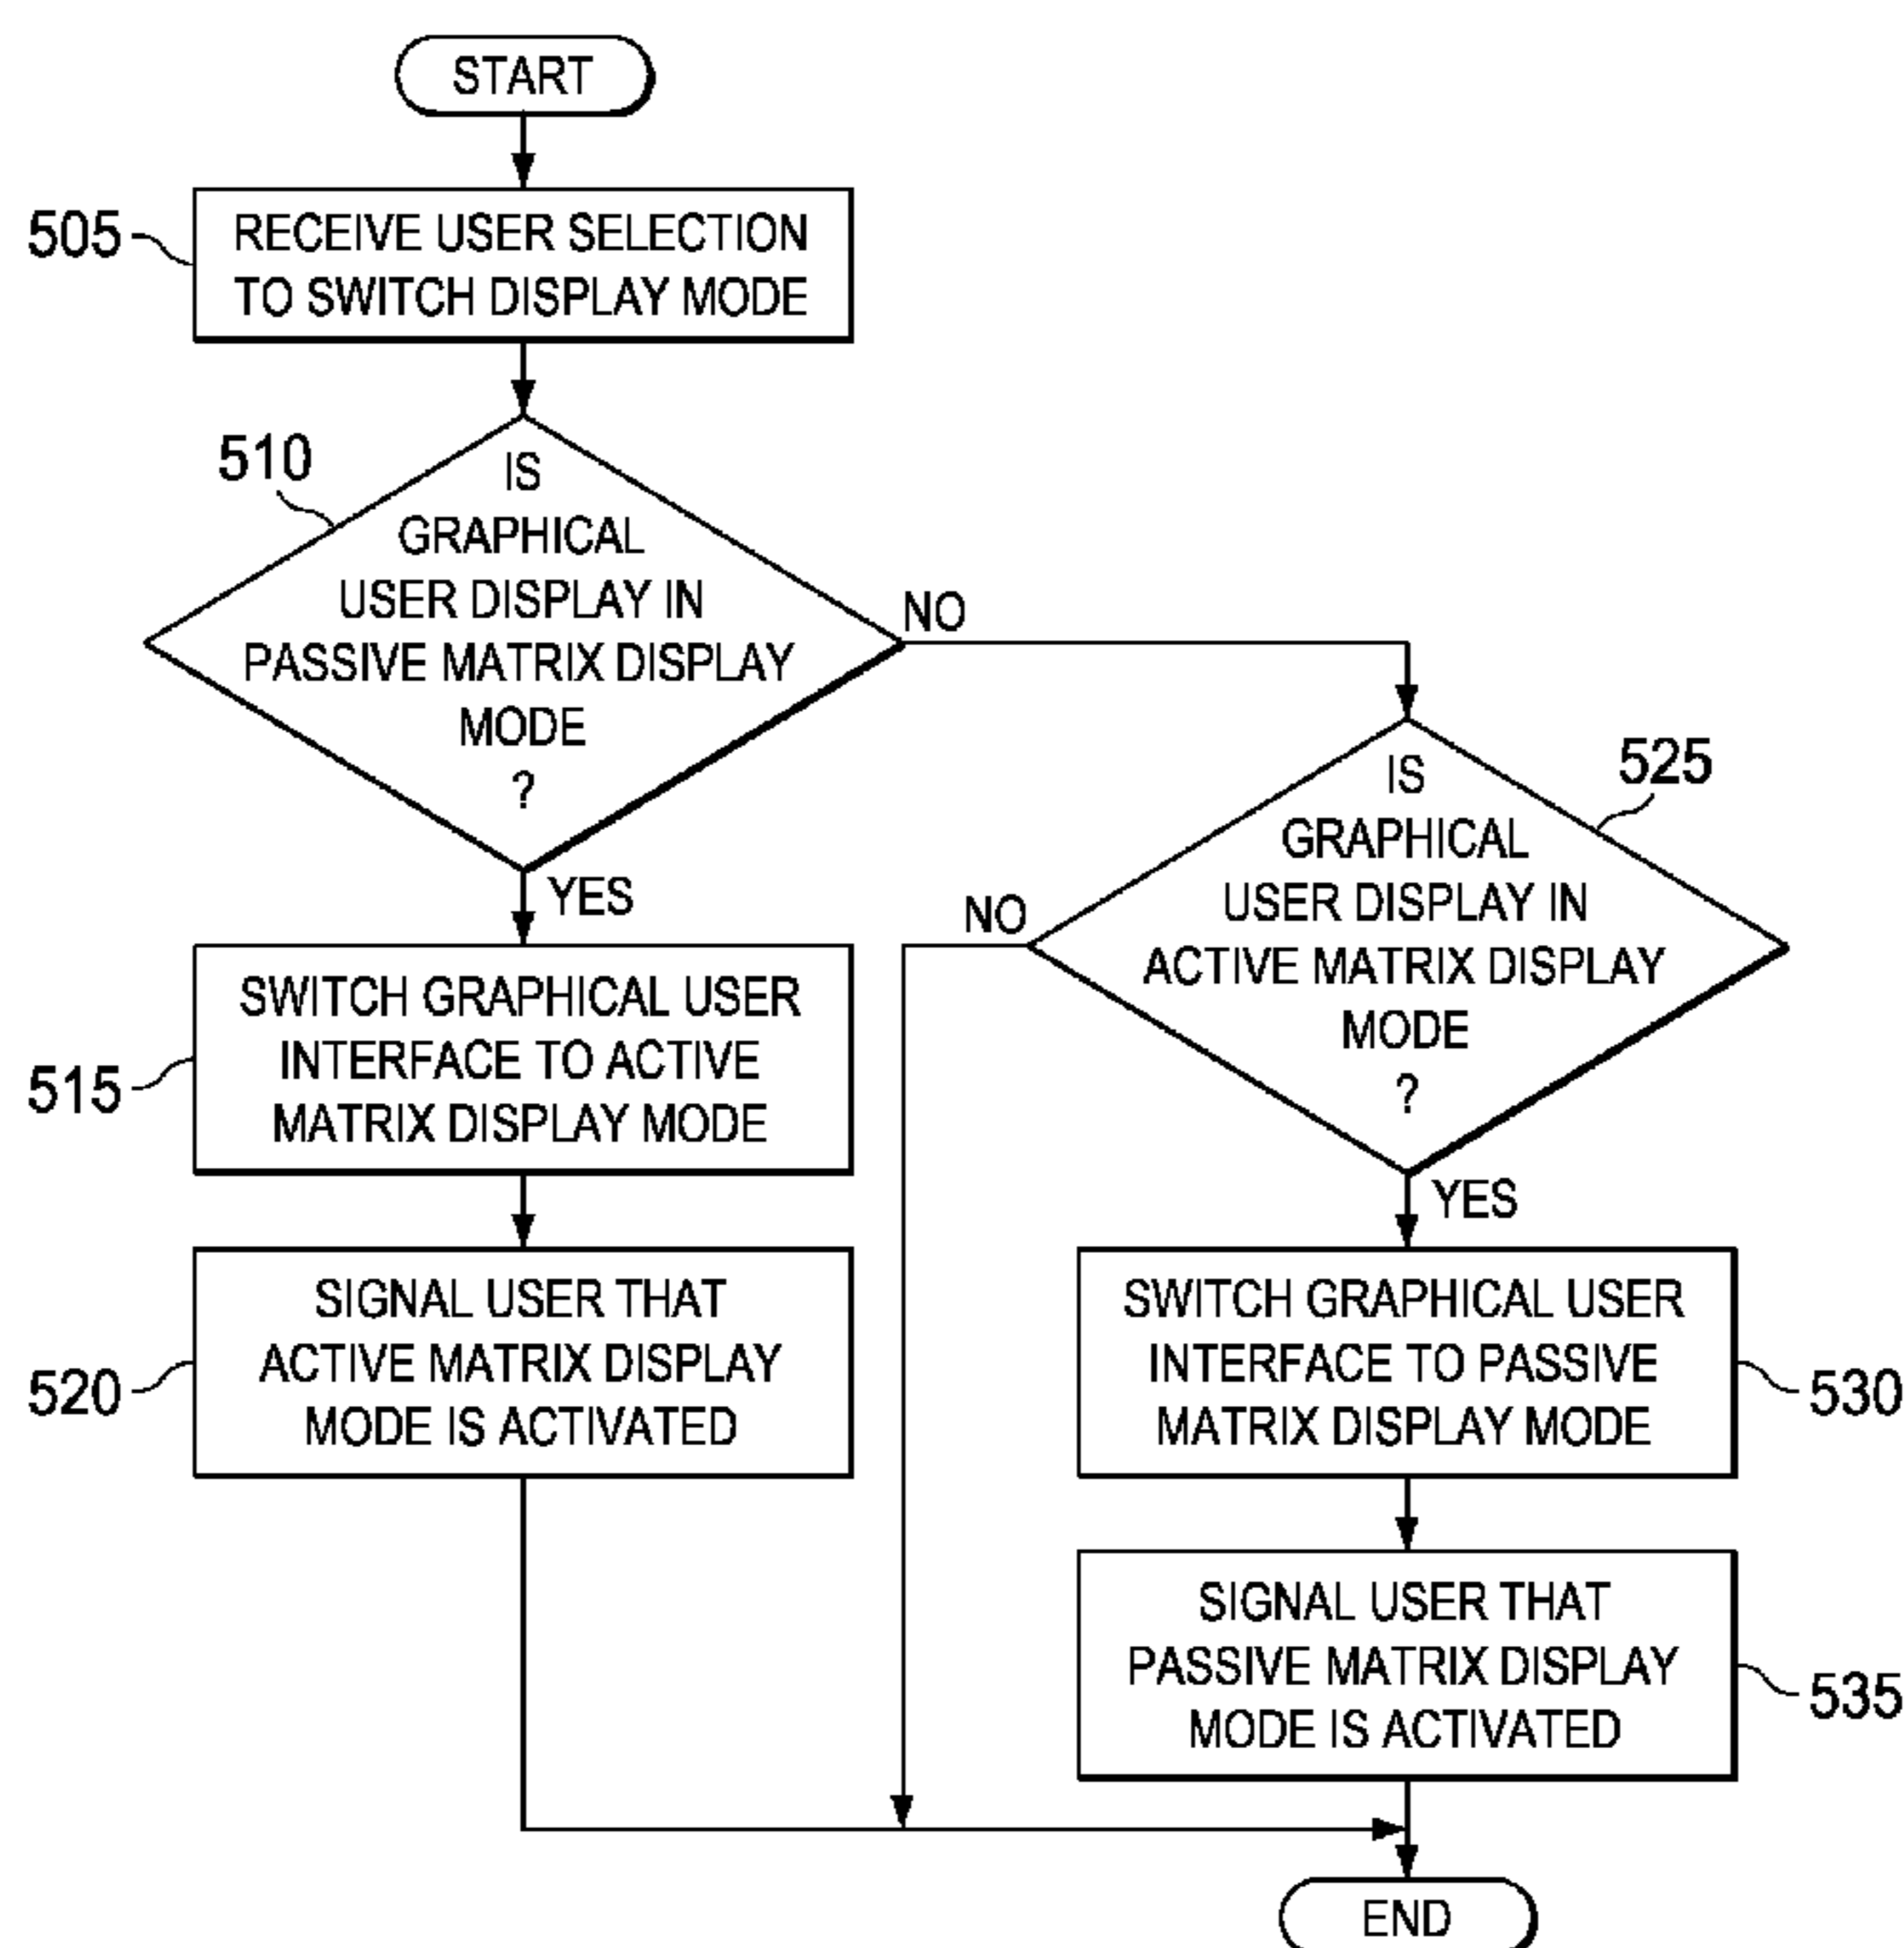 START
505
RECEIVE USER SELECTION
TO SWITCH DISPLAY MODE
510
IS
GRAPHICAL
USER DISPLAY IN
PASSIVE MATRIX DISPLAY
MODE
?
NO
YES
515
SWITCH GRAPHICAL USER
INTERFACE TO ACTIVE
MATRIX DISPLAY MODE
520
SIGNAL USER THAT
ACTIVE MATRIX DISPLAY
MODE IS ACTIVATED
525
IS
GRAPHICAL
USER DISPLAY IN
ACTIVE MATRIX DISPLAY
MODE
?
NO
YES
SWITCH GRAPHICAL USER
INTERFACE TO PASSIVE
MATRIX DISPLAY MODE
530
SIGNAL USER THAT
PASSIVE MATRIX DISPLAY
MODE IS ACTIVATED
535
END